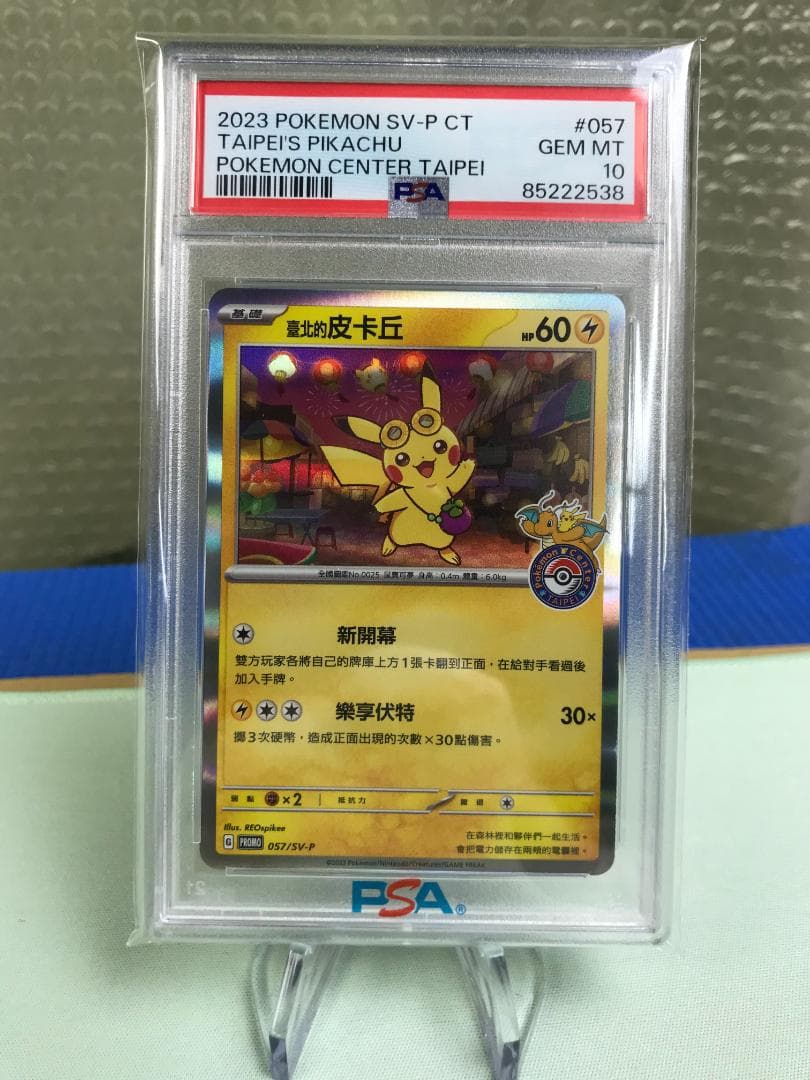 2023 POKEMON SV-P CT #057
TAIPEI'S PIKACHU GEM MT
POKEMON CENTER TAIPEI 10
PSA 85222538
基礎 臺北的皮卡丘 HP 60
Pokémon Center
TAIPEI
全國圖鑑No.0025 鼠寶可夢 身高:0.4m 體重:6.0kg
新開幕
雙方玩家各將自己的牌庫上方1張卡翻到正面,在給對手看過後
加入手牌。
樂享伏特 30×
擲3次硬幣,造成正面出現的次數×30點傷害。
弱點 ×2 抵抗力 撤退
Illus. REOspikee
在森林裡和夥伴們一起生活。
G PROMO 057/SV-P
會把電力儲存在兩頰的電囊裡。
©2023 Pokémon/Nintendo/Creatures/GAME FREAK
PSA®